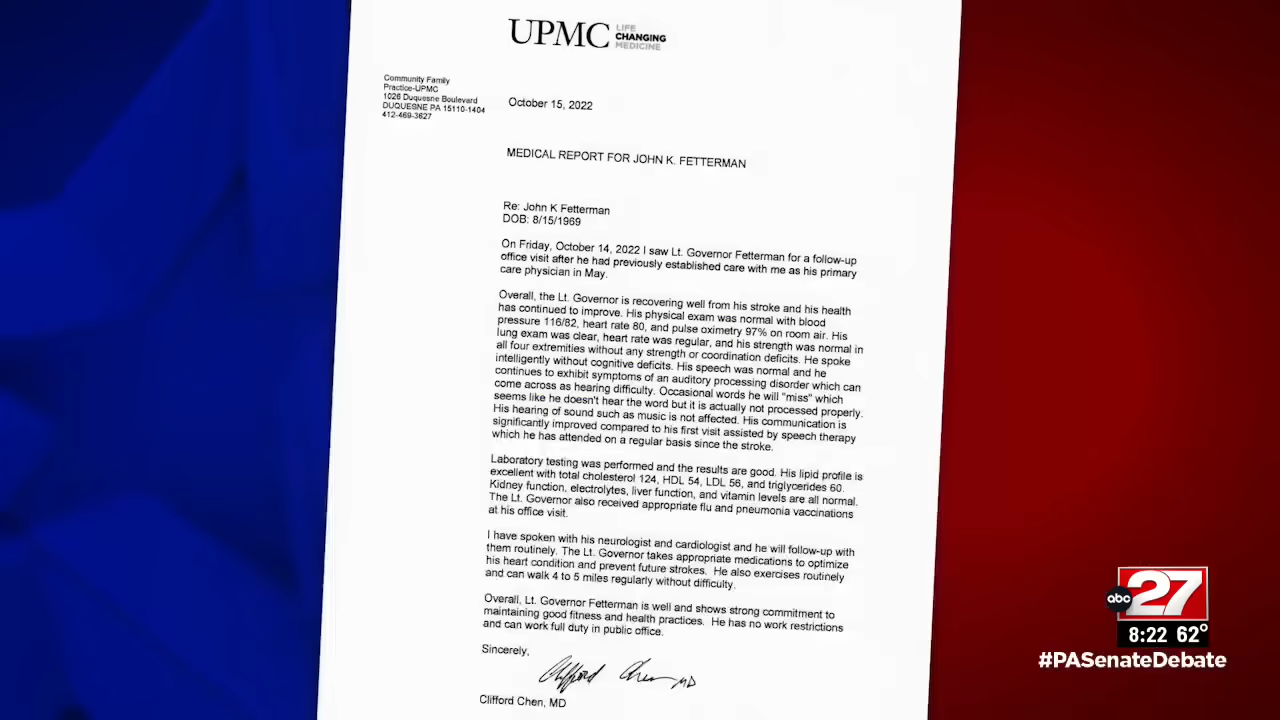 UPMC LIFE
CHANGING
MEDICINE
Community Family
Practice-UPMC
1026 Duquesne Boulevard
DUQUESNE PA 15110-1404
412-469-3627
October 15, 2022
MEDICAL REPORT FOR JOHN K. FETTERMAN
Re: John K Fetterman
DOB: 8/15/1969
On Friday, October 14, 2022 I saw Lt. Governor Fetterman for a follow-up
office visit after he had previously established care with me as his primary
care physician in May.
Overall, the Lt. Governor is recovering well from his stroke and his health
has continued to improve. His physical exam was normal with blood
pressure 116/82, heart rate 80, and pulse oximetry 97% on room air. His
lung exam was clear, heart rate was regular, and his strength was normal in
all four extremities without any strength or coordination deficits. He spoke
intelligently without cognitive deficits. His speech was normal and he
continues to exhibit symptoms of an auditory processing disorder which can
come across as hearing difficulty. Occasional words he will "miss" which
seems like he doesn't hear the word but it is actually not processed properly.
His hearing of sound such as music is not affected. His communication is
significantly improved compared to his first visit assisted by speech therapy
which he has attended on a regular basis since the stroke.
Laboratory testing was performed and the results are good. His lipid profile is
excellent with total cholesterol 124, HDL 54, LDL 56, and triglycerides 60.
Kidney function, electrolytes, liver function, and vitamin levels are all normal.
The Lt. Governor also received appropriate flu and pneumonia vaccinations
at his office visit.
I have spoken with his neurologist and cardiologist and he will follow-up with
them routinely. The Lt. Governor takes appropriate medications to optimize
his heart condition and prevent future strokes. He also exercises routinely
and can walk 4 to 5 miles regularly without difficulty.
Overall, Lt. Governor Fetterman is well and shows strong commitment to
maintaining good fitness and health practices. He has no work restrictions
and can work full duty in public office.
Sincerely,
Clifford Chen MD
Clifford Chen, MD
abc 27
8:22 62°
#PASenateDebate